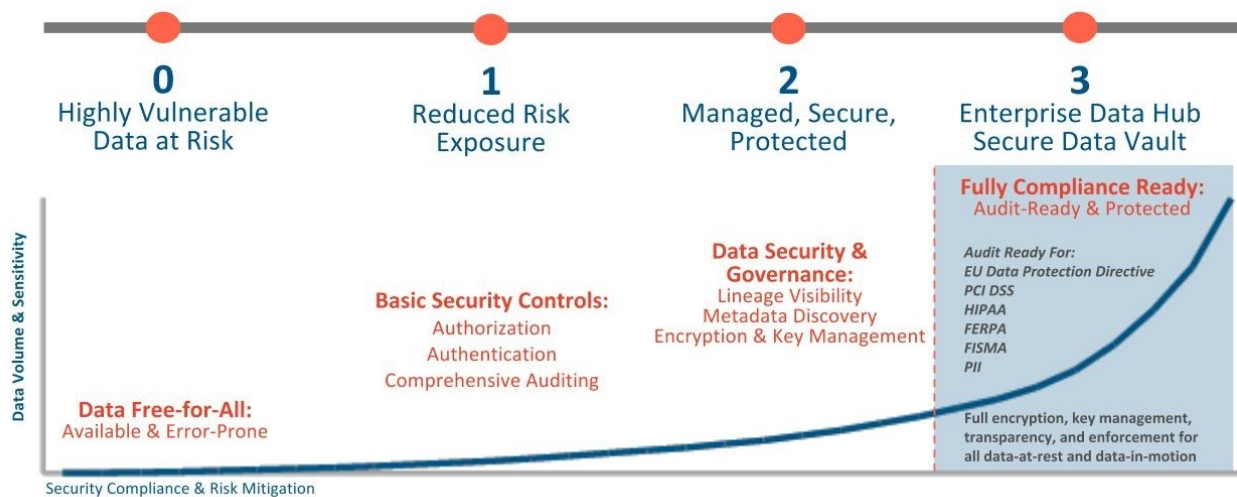 0
Highly Vulnerable
Data at Risk
1
Reduced Risk
Exposure
2
Managed, Secure,
Protected
3
Enterprise Data Hub
Secure Data Vault
Data Volume & Sensitivity
Data Free-for-All:
Available & Error-Prone
Basic Security Controls:
Authorization
Authentication
Comprehensive Auditing
Data Security &
Governance:
Lineage Visibility
Metadata Discovery
Encryption & Key Management
Fully Compliance Ready:
Audit-Ready & Protected
Audit Ready For:
EU Data Protection Directive
PCI DSS
HIPAA
FERPA
FISMA
PII
Full encryption, key management,
transparency, and enforcement for
all data-at-rest and data-in-motion
Security Compliance & Risk Mitigation